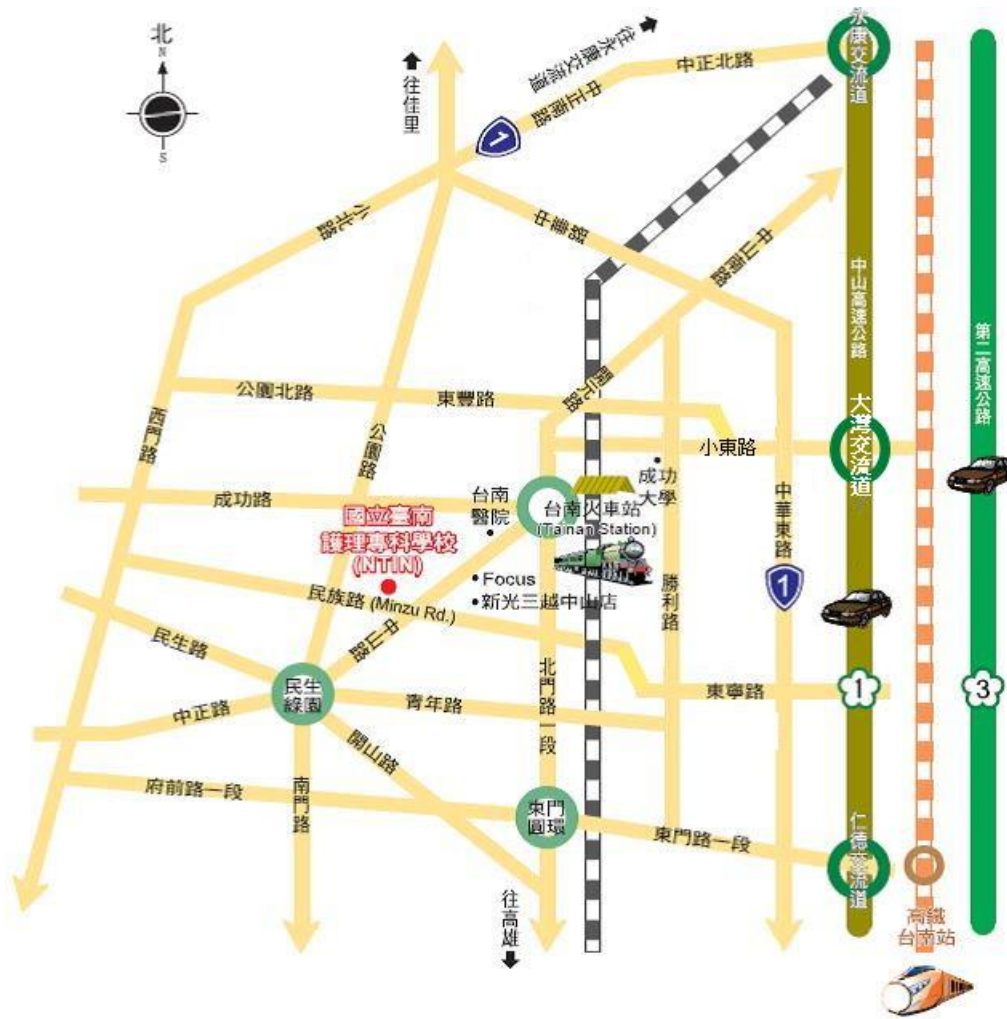 北
N
S
往佳里
往永康交流道
中正南路
中正北路
永康交流道
1
小北路
中華路
中山南路
中山高速公路
第二高速公路
公園北路
東豐路
開元路
西門路
公園路
小東路
大灣交流道
成功路
台南
醫院
成功
大學
台南火車站
(Tainan Station)
中華東路
國立臺南
護理專科學校
(NTIN)
Focus
新光三越中山店
民族路 (Minzu Rd.)
勝利路
1
民生路
中山路
北門路一段
民生
綠園
中正路
青年路
東寧路
1
3
開山路
南門路
府前路一段
東門
圓環
東門路一段
仁德交流道
往高雄
高鐵
台南站